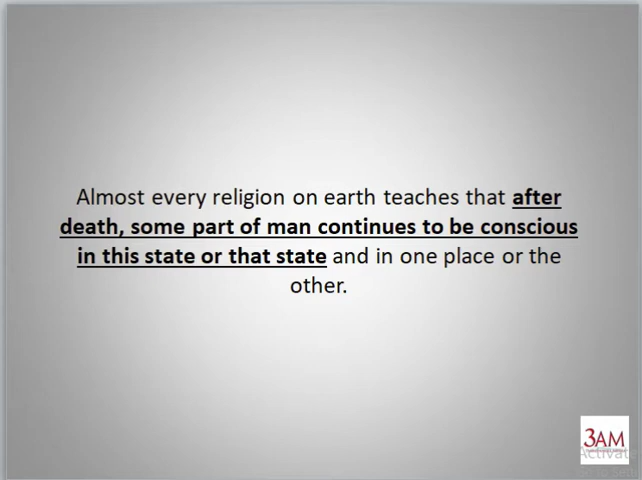 Almost every religion on earth teaches that after
death, some part of man continues to be conscious
in this state or that state and in one place or the
other.
3AM
Activate